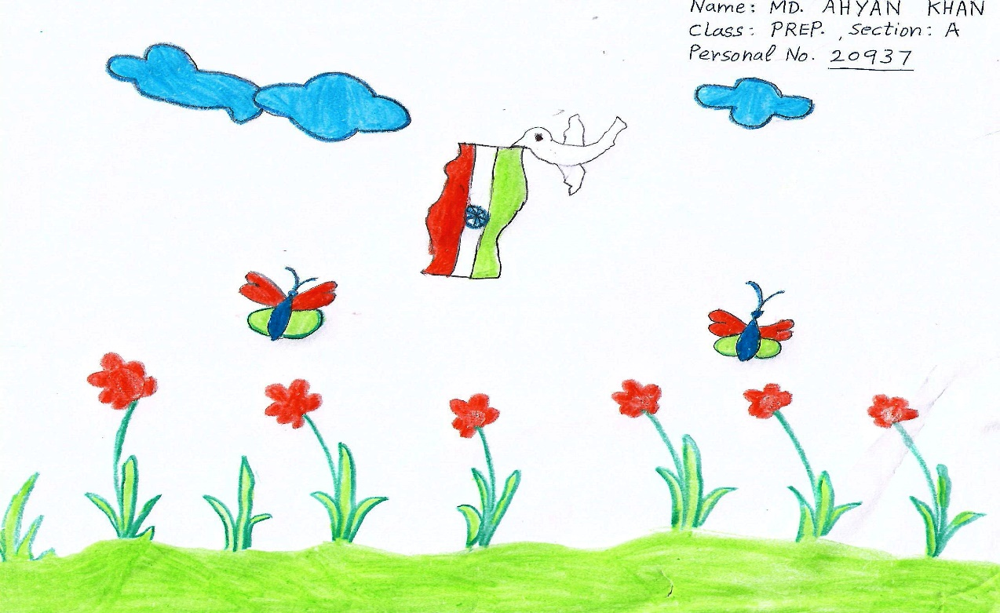 Name: MD. AHYAN KHAN
Class: PREP. , Section: A
Personal No. 20937